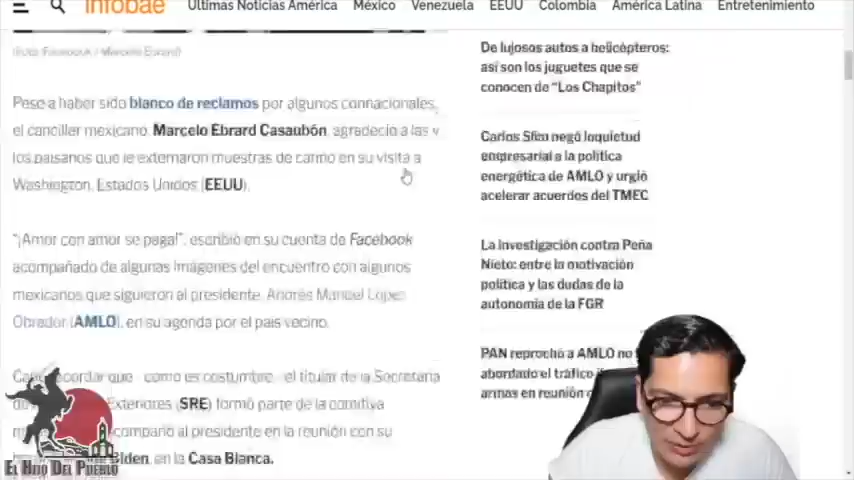 infobae
Últimas Noticias América México Venezuela EEUU Colombia América Latina Entretenimiento
(Foto: Facebook / Marcelo Ebrard)
Pese a haber sido blanco de reclamos por algunos connacionales,
el canciller mexicano, Marcelo Ebrard Casaubón, agradeció a las y
los paisanos que le externaron muestras de cariño en su visita a
Washington, Estados Unidos (EEUU).
"¡Amor con amor se paga!", escribió en su cuenta de Facebook
acompañado de algunas imágenes del encuentro con algunos
mexicanos que siguieron al presidente, Andrés Manuel López
Obrador (AMLO), en su agenda por el país vecino.
recordar que - como es costumbre - el titular de la Secretaría
Exteriores (SRE) formó parte de la comitiva
acompañó al presidente en la reunión con su
Biden, en la Casa Blanca.
De lujosos autos a helicópteros:
así son los juguetes que se
conocen de "Los Chapitos"
Carlos Slim negó inquietud
empresarial a la política
energética de AMLO y urgió
acelerar acuerdos del TMEC
La investigación contra Peña
Nieto: entre la motivación
política y las dudas de la
autonomía de la FGR
PAN reprochó a AMLO no
abordado el tráfico
armas en reunión
EL HIJO DEL PUEBLO